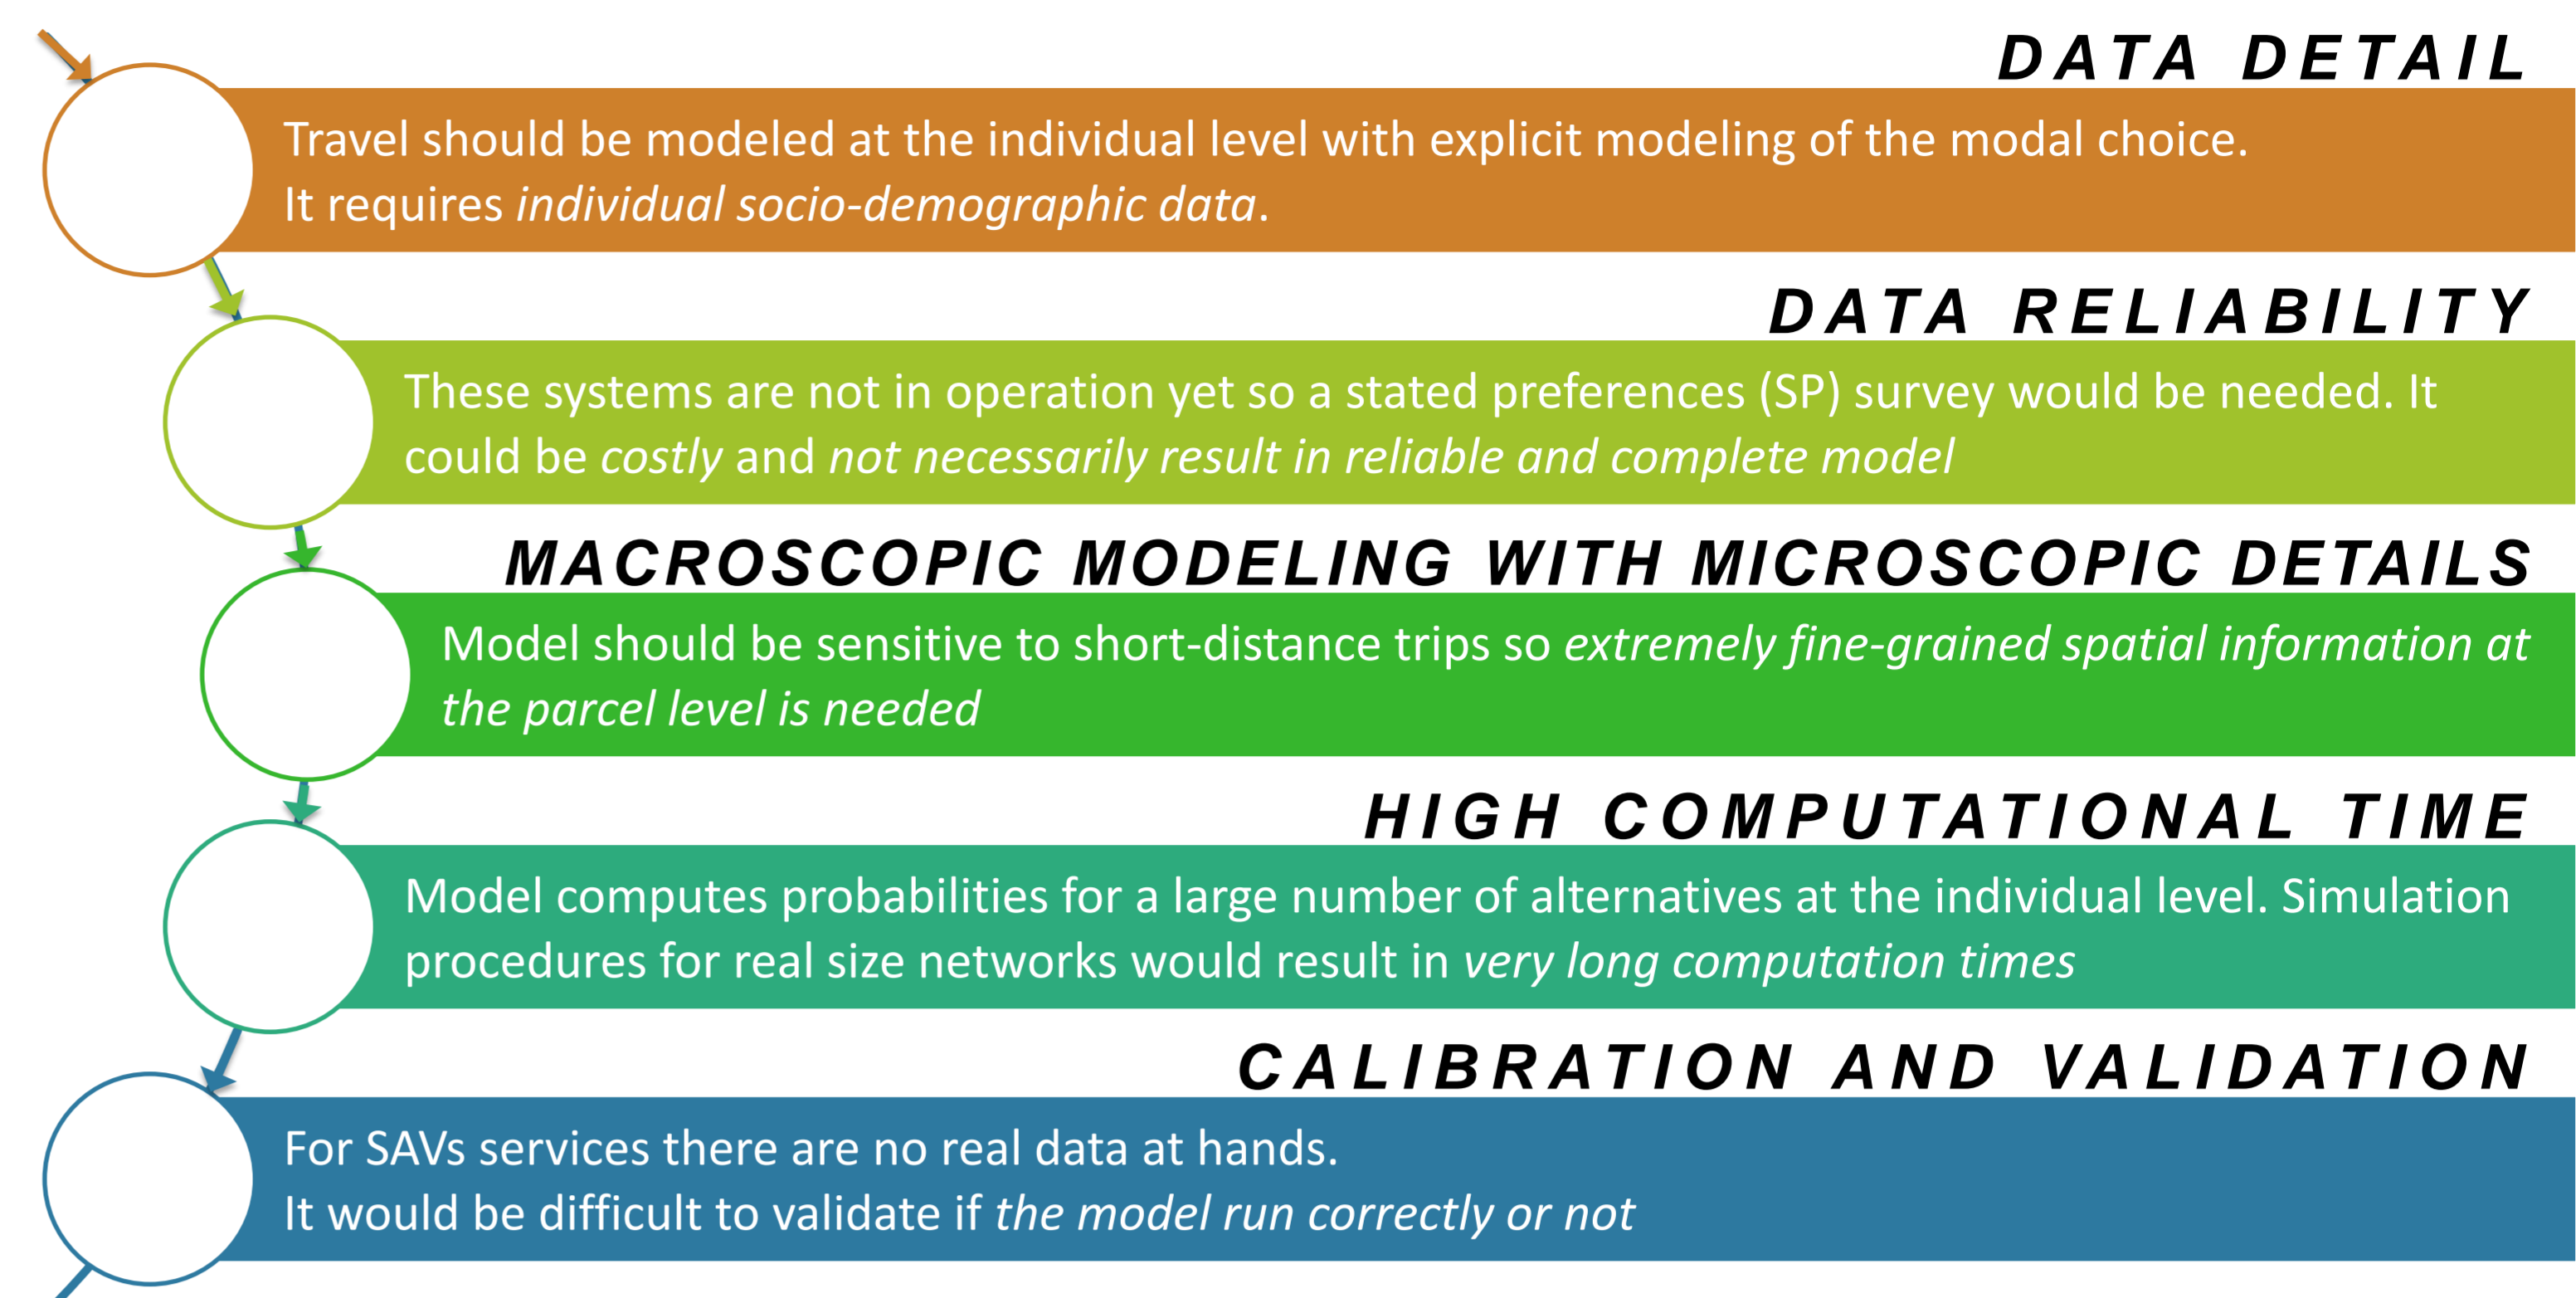 DATA DETAIL
Travel should be modeled at the individual level with explicit modeling of the modal choice.
It requires individual socio-demographic data.
DATA RELIABILITY
These systems are not in operation yet so a stated preferences (SP) survey would be needed. It
could be costly and not necessarily result in reliable and complete model
MACROSCOPIC MODELING WITH MICROSCOPIC DETAILS
Model should be sensitive to short-distance trips so extremely fine-grained spatial information at
the parcel level is needed
HIGH COMPUTATIONAL TIME
Model computes probabilities for a large number of alternatives at the individual level. Simulation
procedures for real size networks would result in very long computation times
CALIBRATION AND VALIDATION
For SAVs services there are no real data at hands.
It would be difficult to validate if the model run correctly or not